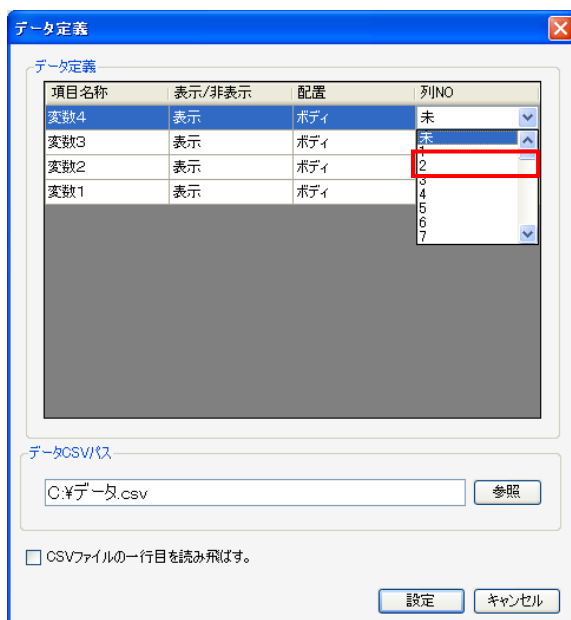 データ定義
データ定義
項目名称 表示/非表示 配置 列NO
変数4 表示 ボディ 未
変数3 表示 ボディ 未
1
変数2 表示 ボディ 2
3
変数1 表示 ボディ 4
5
6
7
データCSVパス
C:¥データ.csv 参照
CSVファイルの一行目を読み飛ばす。
設定 キャンセル